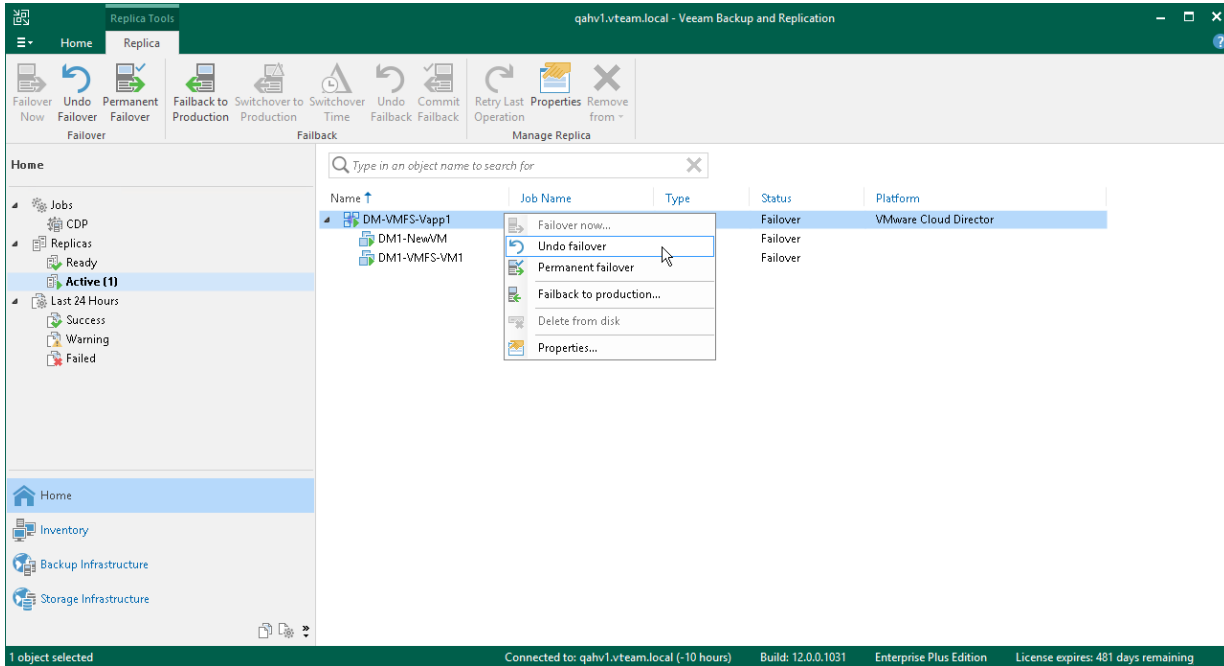 Replica Tools
qahv1.vteam.local - Veeam Backup and Replication
Home Replica
Failover Now
Undo Failover
Permanent Failover
Failback to Production
Switchover to Production
Switchover Time
Undo Failback
Commit Failback
Retry Last Operation
Properties
Remove from
Failover Failback Manage Replica
Home
Type in an object name to search for
Jobs
CDP
Replicas
Ready
Active (1)
Last 24 Hours
Success
Warning
Failed
Name Job Name Type Status Platform
DM-VMFS-Vapp1 Failover VMware Cloud Director
DM1-NewVM Failover
DM1-VMFS-VM1 Failover
Failover now...
Undo failover
Permanent failover
Failback to production...
Delete from disk
Properties...
Home
Inventory
Backup Infrastructure
Storage Infrastructure
1 object selected Connected to: qahv1.vteam.local (-10 hours) Build: 12.0.0.1031 Enterprise Plus Edition License expires: 481 days remaining